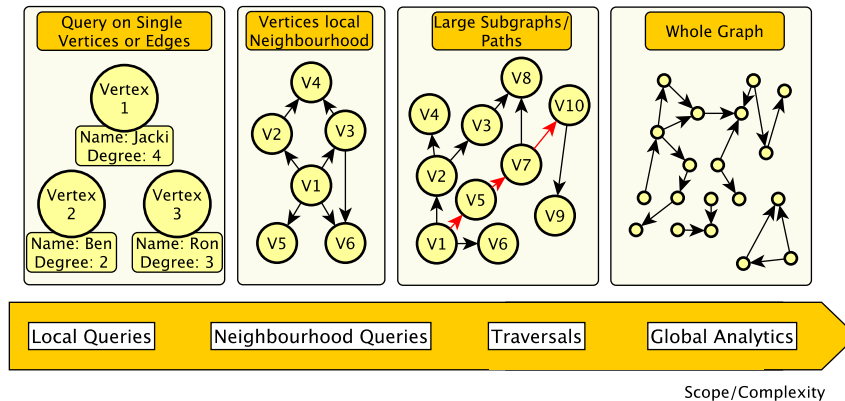 Query on Single
Vertices or Edges
Vertex
1
Name: Jacki
Degree: 4
Vertex
2
Name: Ben
Degree: 2
Vertex
3
Name: Ron
Degree: 3
Vertices local
Neighbourhood
V4
V2
V3
V1
V5
V6
Large Subgraphs/
Paths
V8
V10
V4
V3
V7
V2
V5
V9
V1
V6
Whole Graph
Local Queries
Neighbourhood Queries
Traversals
Global Analytics
Scope/Complexity